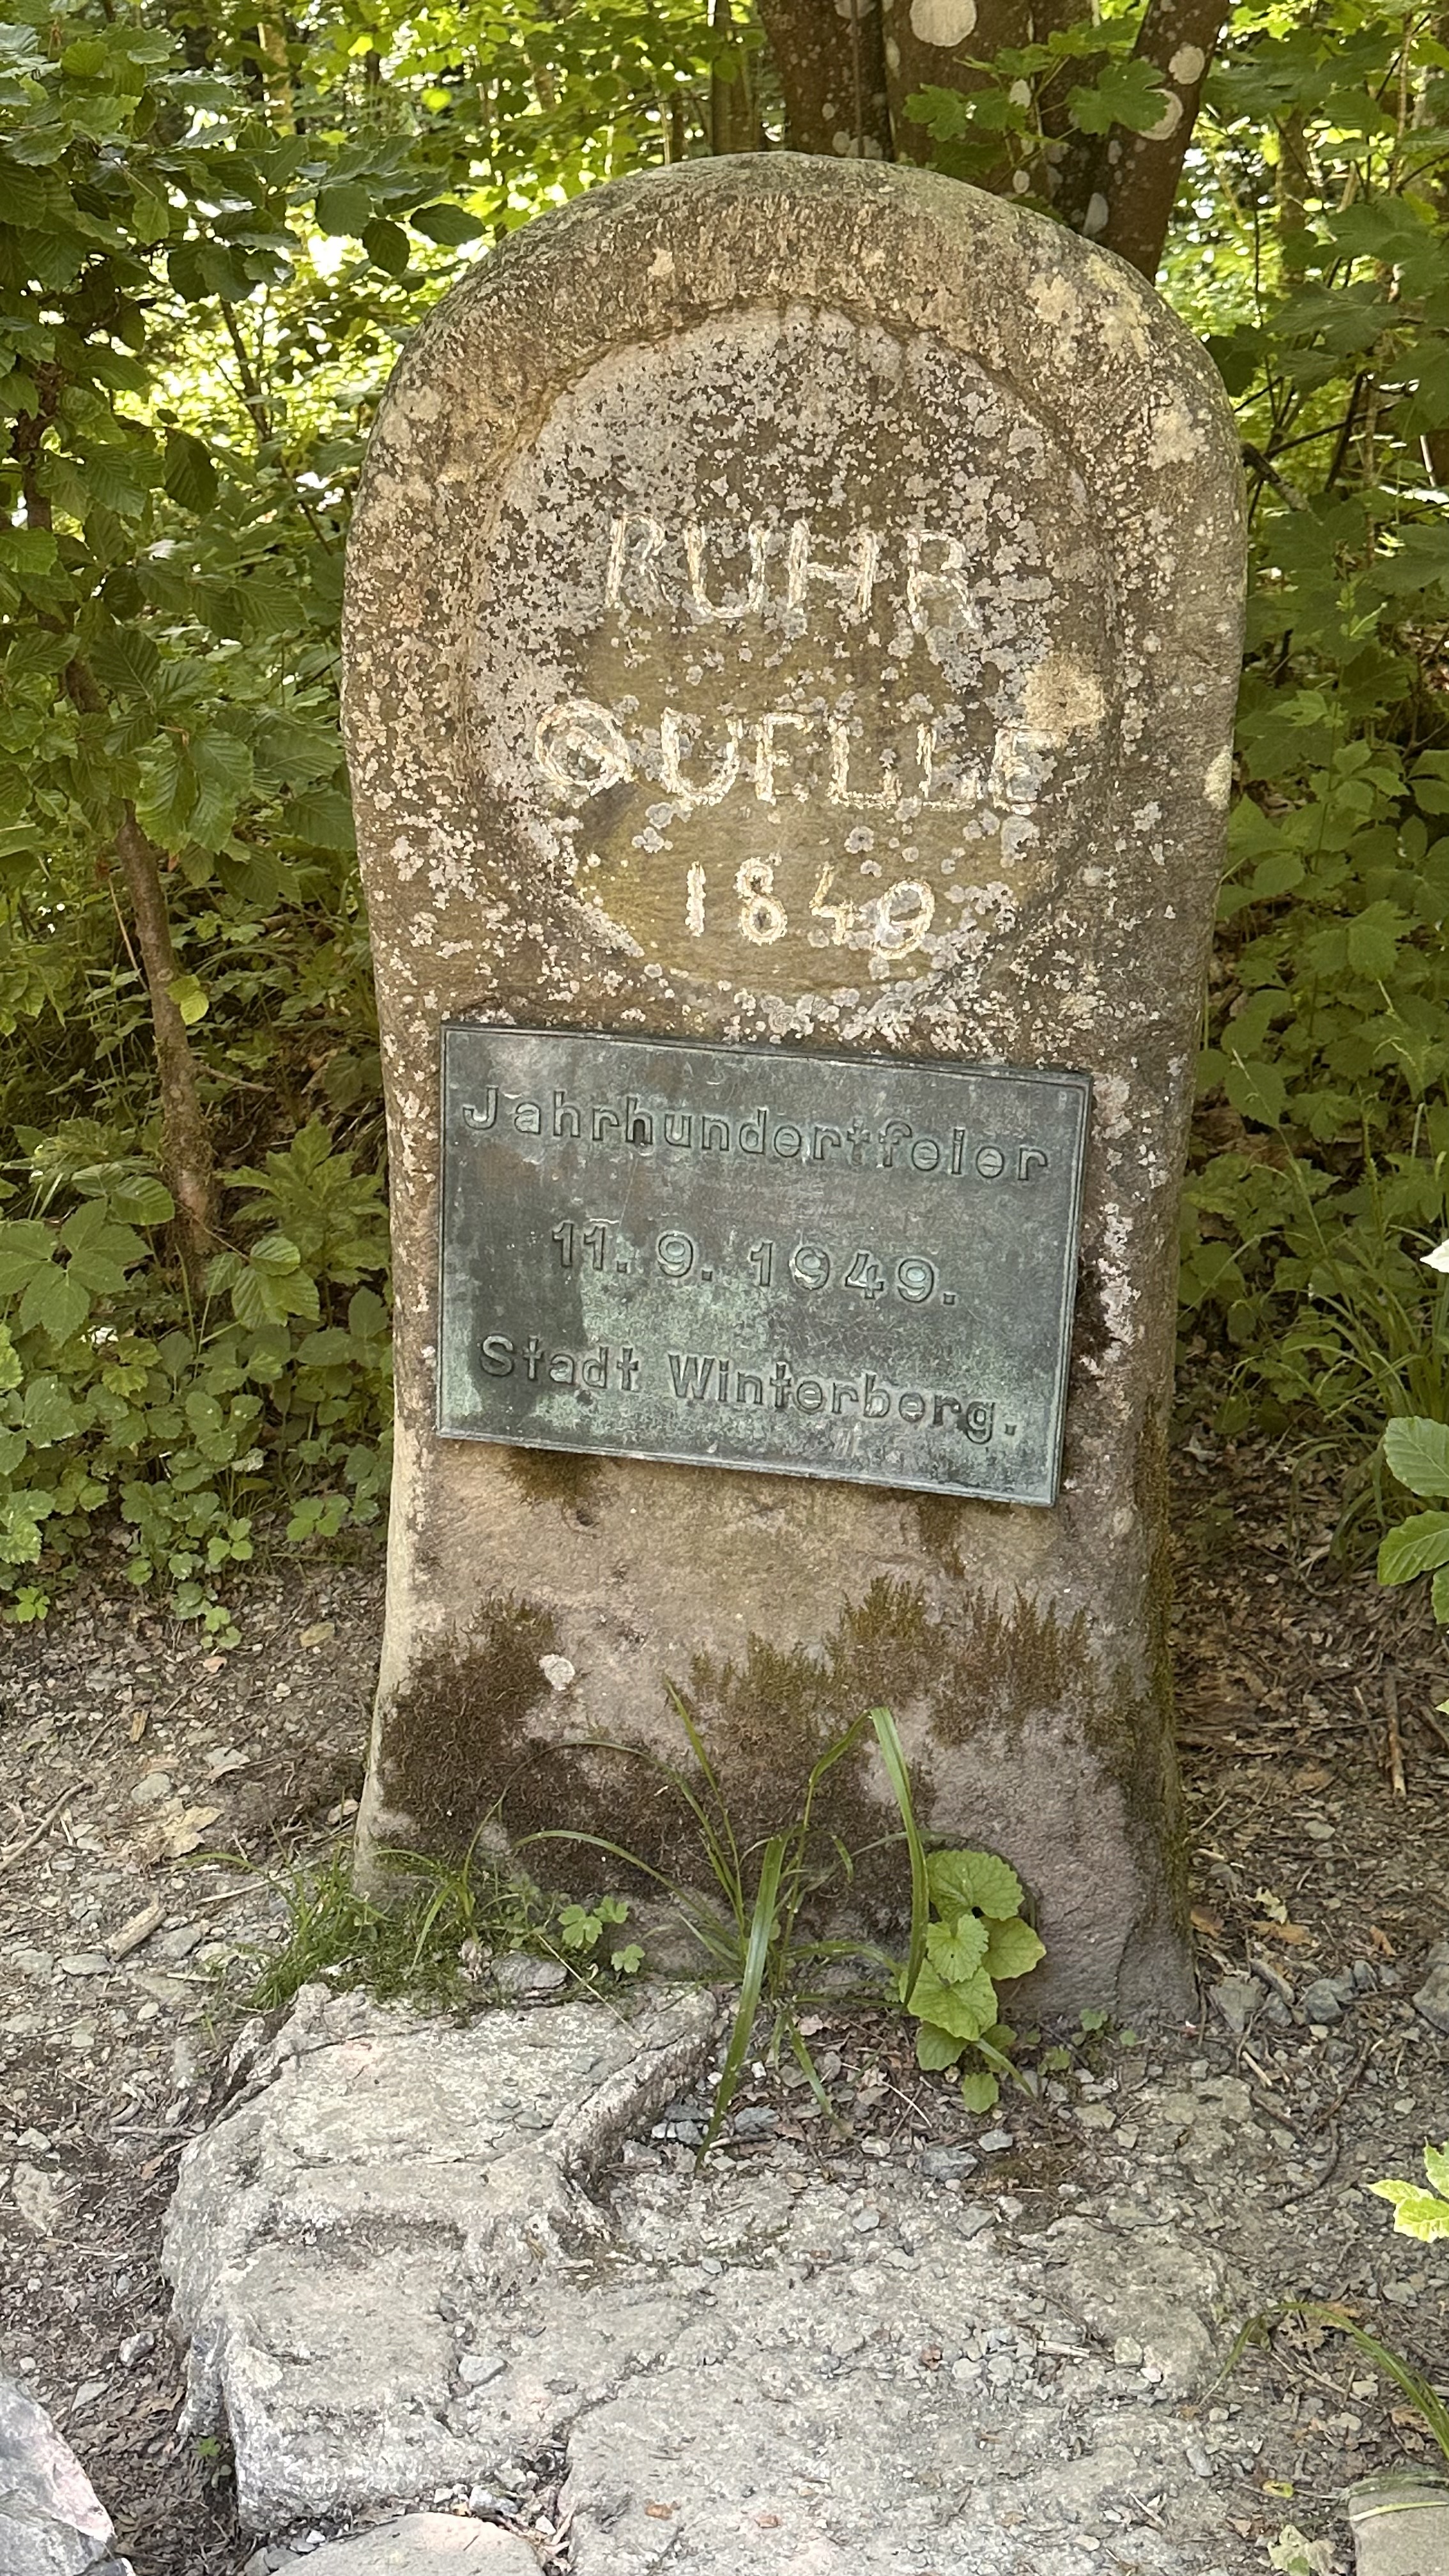 RUHR
QUELLE
1849
Jahrhundertfeier
11. 9. 1949.
Stadt Winterberg.